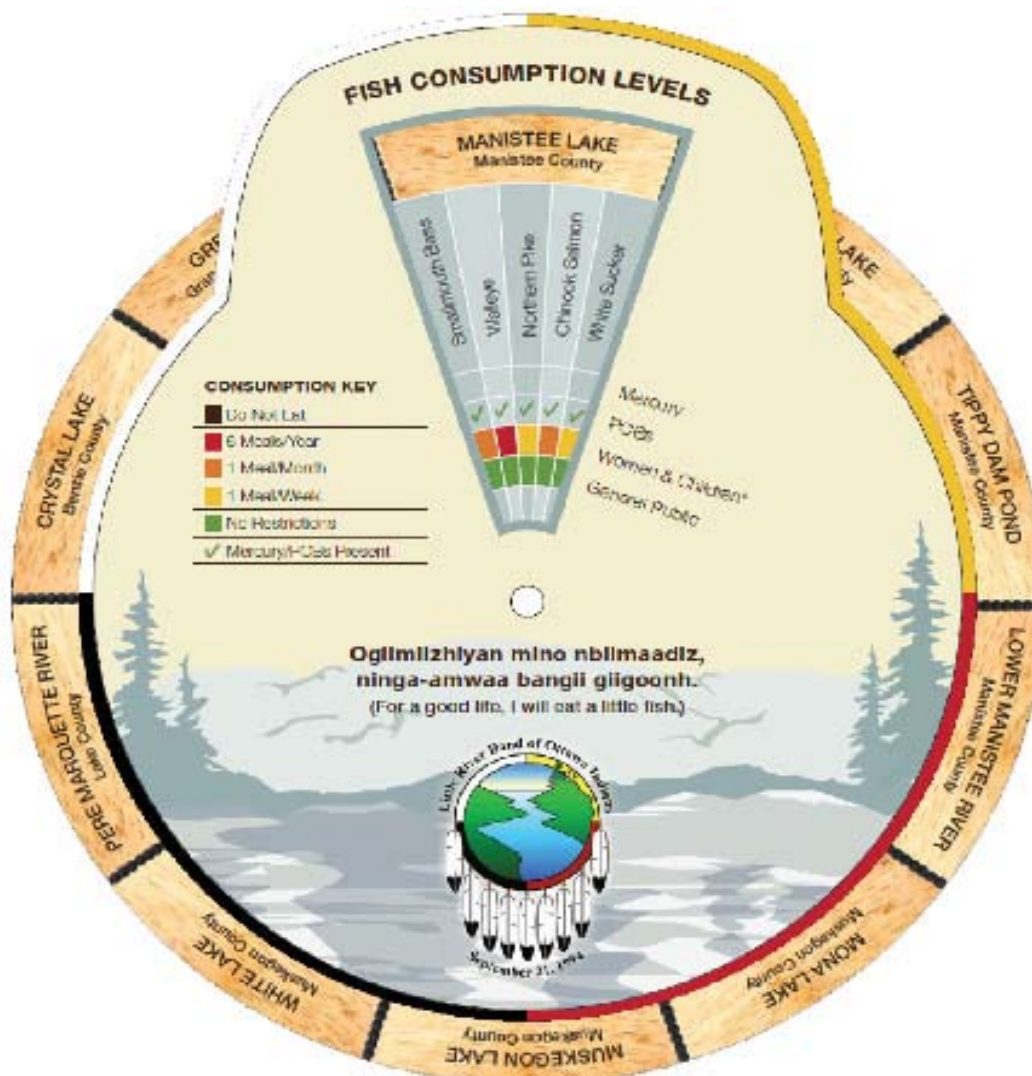 FISH CONSUMPTION LEVELS
MANISTEE LAKE
Manistee County
Smallmouth Bass
Walleye
Northern Pike
Chinook Salmon
White Sucker
Mercury
PCBs
Women & Children*
General Public
CONSUMPTION KEY
Do Not Eat
6 Meals/Year
1 Meal/Month
1 Meal/Week
No Restrictions
✓ Mercury/PCBs Present
Ogiimiizhiyan mino nbiimaadiz,
ninga-amwaa bangii giigoonh.
(For a good life, I will eat a little fish.)
Little River Band of Ottawa Indians
September 21, 1994
GRE
Gran
LAKE
TIPPY DAM POND
Manistee County
LOWER MANISTEE RIVER
Manistee County
MONA LAKE
Muskegon County
MUSKEGON LAKE
Muskegon County
WHITE LAKE
Muskegon County
PERE MARQUETTE RIVER
Lake County
CRYSTAL LAKE
Benzie County